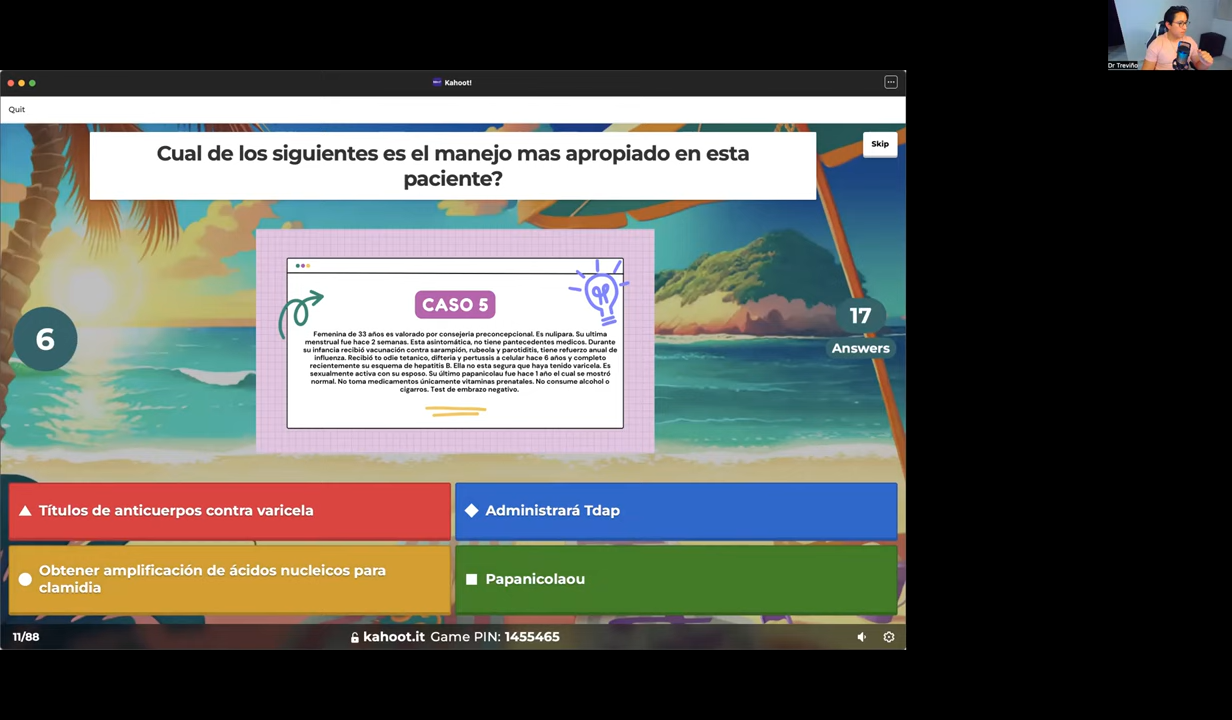 Dr Treviño
Kahoot!
Quit
Cual de los siguientes es el manejo mas apropiado en esta
paciente?
Skip
CASO 5
Femenina de 33 años es valorado por consejeria preconcepcional. Es nulipara. Su ultima
menstrual fue hace 2 semanas. Esta asintomática, no tiene pantecedentes medicos. Durante
su infancia recibió vacunación contra sarampión, rubeola y parotiditis, tiene refuerzo anual de
influenza. Recibió to odie tetanico, difteria y pertussis a celular hace 6 años y completo
recientemente su esquema de hepatitis B. Ella no esta segura que haya tenido varicela. Es
sexualmente activa con su esposo. Su último papanicolau fue hace 1 año el cual se mostró
normal. No toma medicamentos únicamente vitaminas prenatales. No consume alcohol o
cigarros. Test de embrazo negativo.
6
17
Answers
Títulos de anticuerpos contra varicela
Administrará Tdap
Obtener amplificación de ácidos nucleicos para
clamidia
Papanicolaou
11/88
kahoot.it Game PIN: 1455465